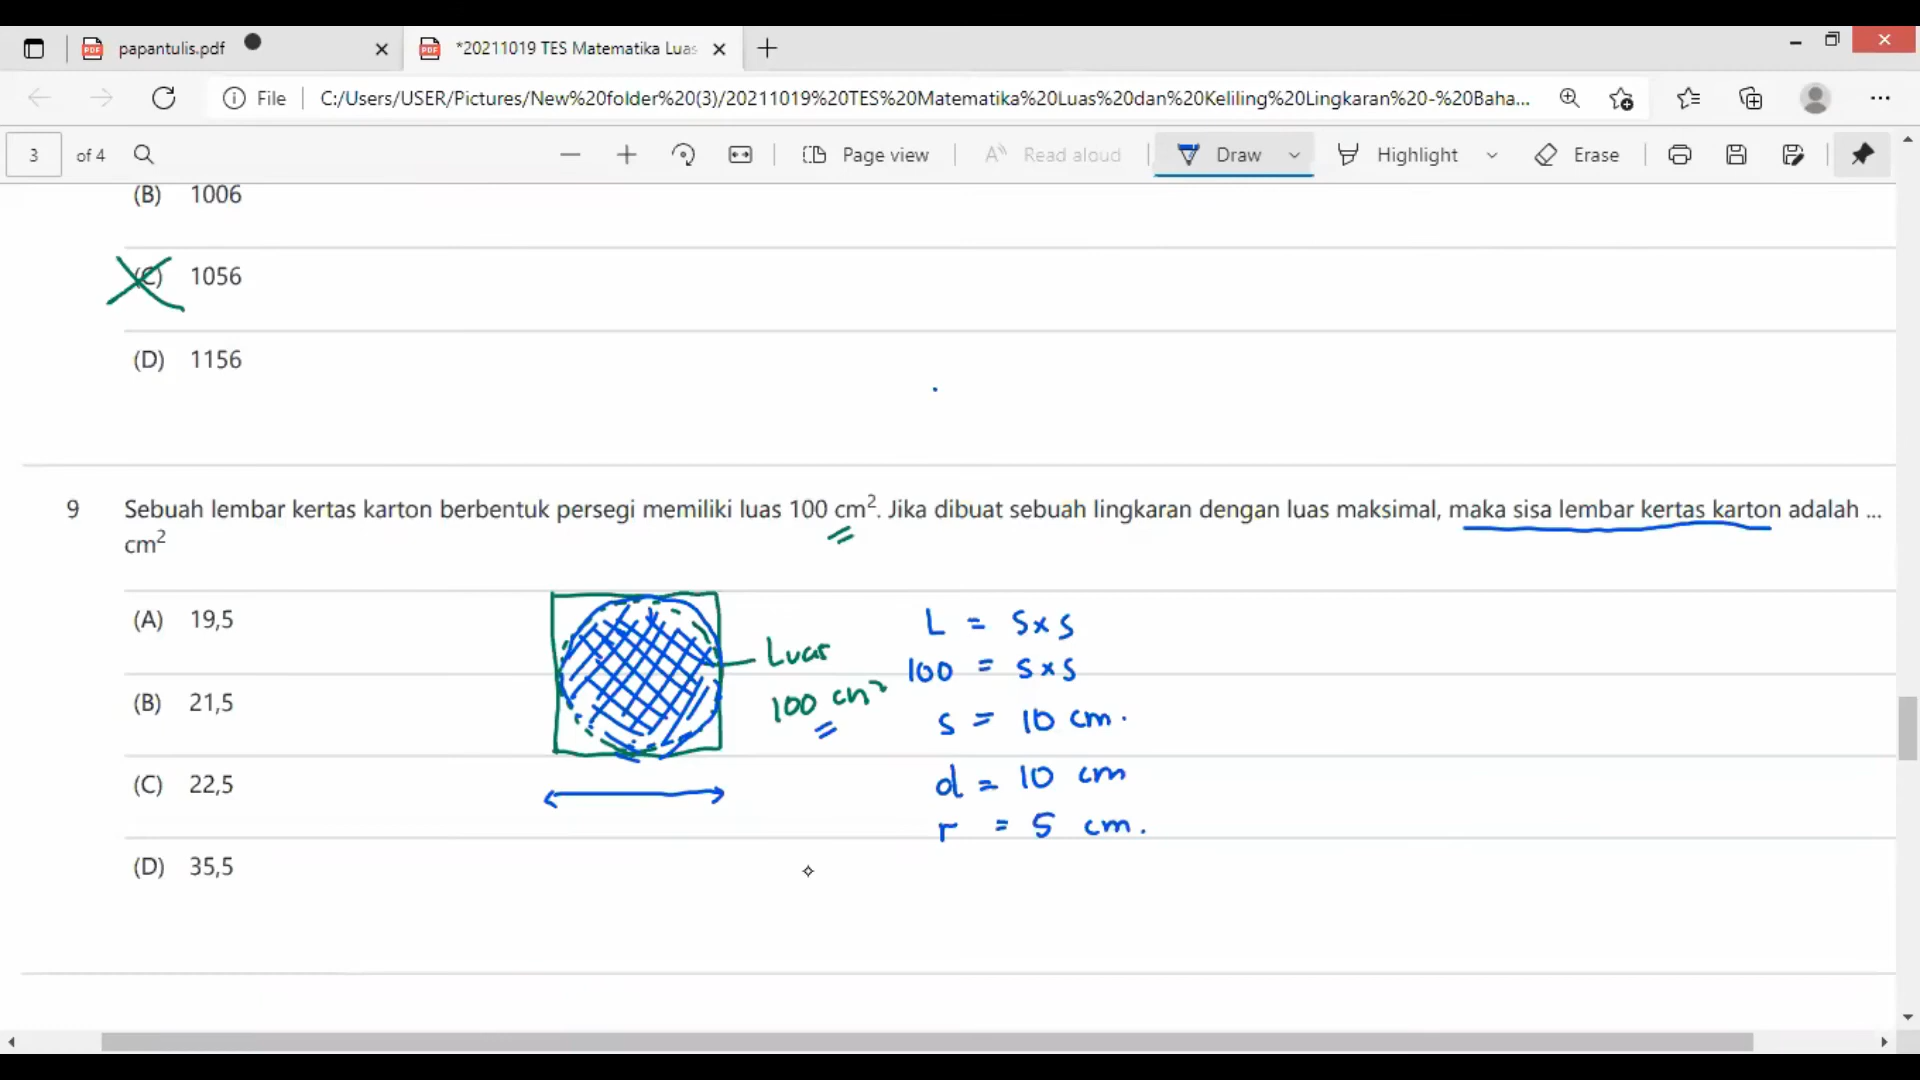 papantulis.pdf
*20211019 TES Matematika Luas
File
C:/Users/USER/Pictures/New%20folder%20(3)/20211019%20TES%20Matematika%20Luas%20dan%20Keliling%20Lingkaran%20-%20Baha...
3 of 4
Page view
Read aloud
Draw
Highlight
Erase
(B) 1006
(C) 1056
(D) 1156
9 Sebuah lembar kertas karton berbentuk persegi memiliki luas 100 cm². Jika dibuat sebuah lingkaran dengan luas maksimal, maka sisa lembar kertas karton adalah ...
cm²
(A) 19,5
(B) 21,5
(C) 22,5
(D) 35,5
Luas
100 cm²
L = s x s
100 = s x s
s = 10 cm.
d = 10 cm
r = 5 cm.